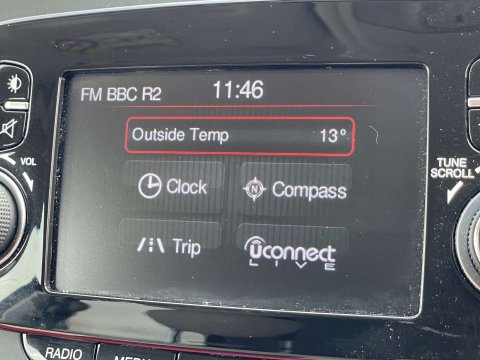 FM BBC R2 11:46
Outside Temp 13°
Clock
N Compass
Trip
uconnect
LIVE
VOL
TUNE
SCROLL
RADIO